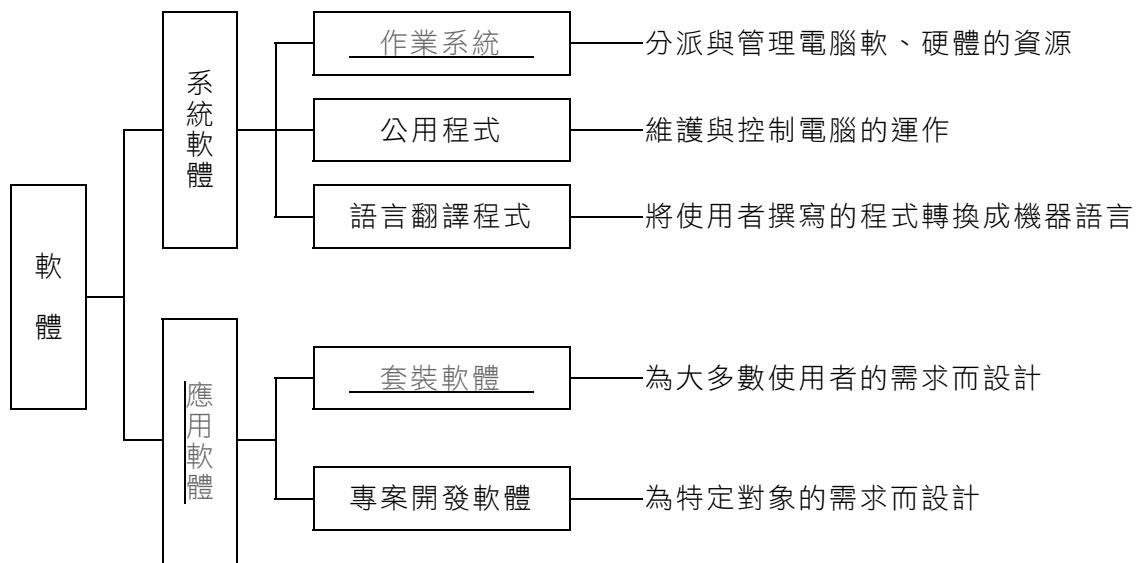 軟體
系統軟體
作業系統
分派與管理電腦軟、硬體的資源
公用程式
維護與控制電腦的運作
語言翻譯程式
將使用者撰寫的程式轉換成機器語言
應用軟體
套裝軟體
為大多數使用者的需求而設計
專案開發軟體
為特定對象的需求而設計